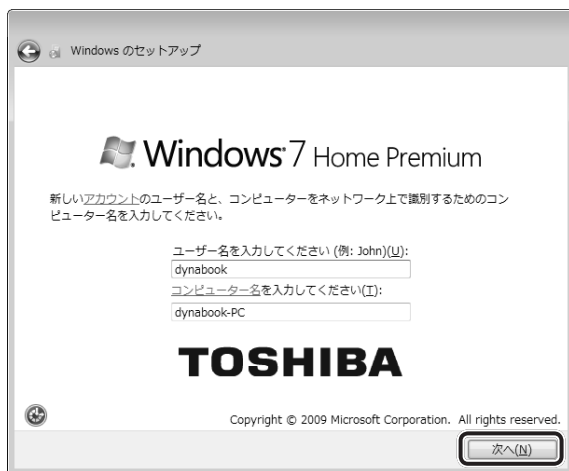 Windows のセットアップ
Windows 7 Home Premium
新しいアカウントのユーザー名と、コンピューターをネットワーク上で識別するためのコン
ピューター名を入力してください。
ユーザー名を入力してください (例: John)(U):
dynabook
コンピューター名を入力してください(T):
dynabook-PC
TOSHIBA
Copyright © 2009 Microsoft Corporation. All rights reserved.
次へ(N)